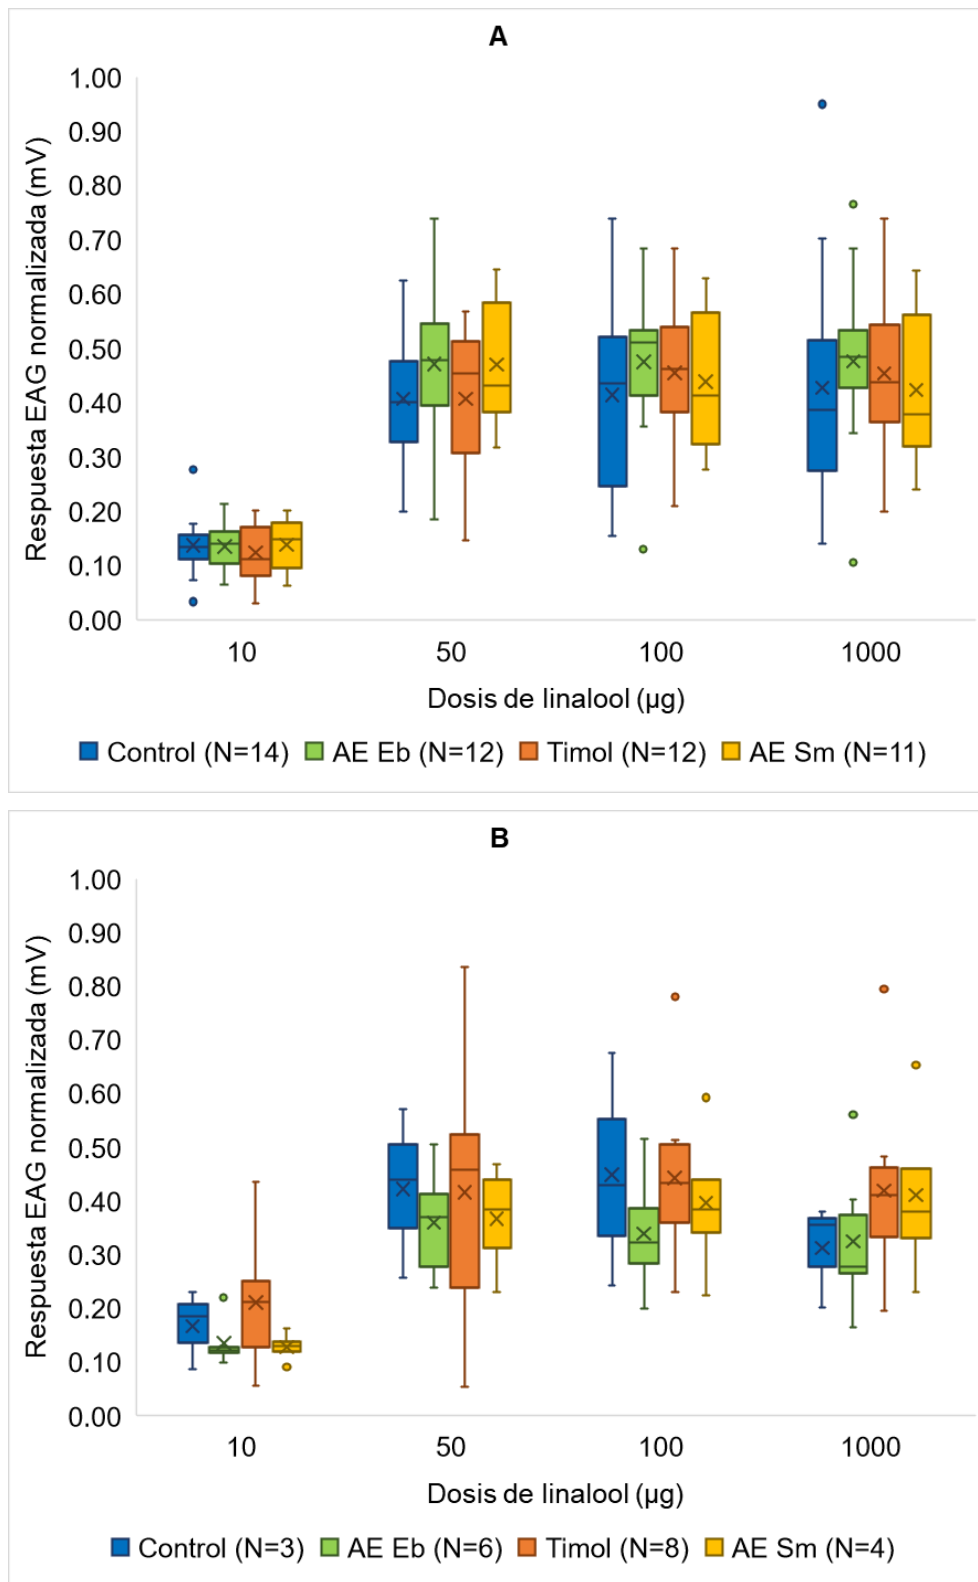 A
Respuesta EAG normalizada (mV)
1.00
0.90
0.80
0.70
0.60
0.50
0.40
0.30
0.20
0.10
0.00
10 50 100 1000
Dosis de linalool (µg)
Control (N=14) AE Eb (N=12) Timol (N=12) AE Sm (N=11)
B
Respuesta EAG normalizada (mV)
1.00
0.90
0.80
0.70
0.60
0.50
0.40
0.30
0.20
0.10
0.00
10 50 100 1000
Dosis de linalool (µg)
Control (N=3) AE Eb (N=6) Timol (N=8) AE Sm (N=4)